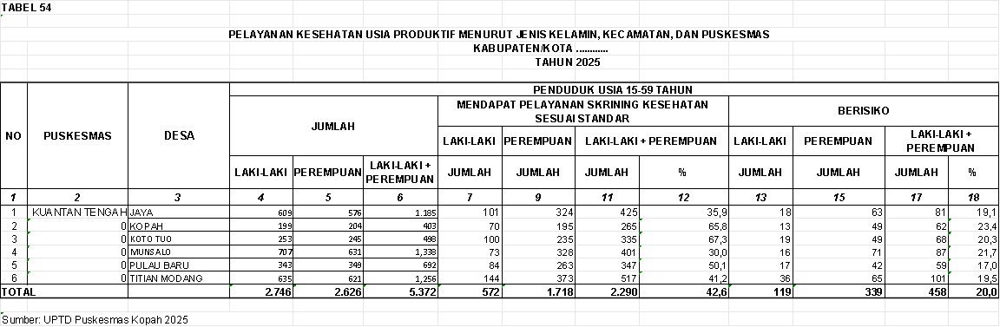 TABEL 54
PELAYANAN KESEHATAN USIA PRODUKTIF MENURUT JENIS KELAMIN, KECAMATAN, DAN PUSKESMAS
KABUPATEN/KOTA ............
TAHUN 2025
NO PUSKESMAS DESA PENDUDUK USIA 15-59 TAHUN
JUMLAH MENDAPAT PELAYANAN SKRINING KESEHATAN SESUAI STANDAR BERISIKO
LAKI-LAKI PEREMPUAN LAKI-LAKI + PEREMPUAN LAKI-LAKI PEREMPUAN LAKI-LAKI + PEREMPUAN
LAKI-LAKI PEREMPUAN LAKI-LAKI + PEREMPUAN JUMLAH JUMLAH JUMLAH % JUMLAH JUMLAH JUMLAH %
1 2 3 4 5 6 7 9 11 12 13 15 17 18
1 KUANTAN TENGAH JAYA 609 576 1.185 101 324 425 35,9 18 63 81 19,1
2 0 KOPAH 199 204 403 70 195 265 65,8 13 49 62 23,4
3 0 KOTO TUO 253 245 498 100 235 335 67,3 19 49 68 20,3
4 0 MUNSALO 707 631 1,338 73 328 401 30,0 16 71 87 21,7
5 0 PULAU BARU 343 349 692 84 263 347 50,1 17 42 59 17,0
6 0 TITIAN MODANG 635 621 1,256 144 373 517 41,2 36 65 101 19,5
TOTAL 2.746 2.626 5.372 572 1.718 2.290 42,6 119 339 458 20,0
Sumber: UPTD Puskesmas Kopah 2025